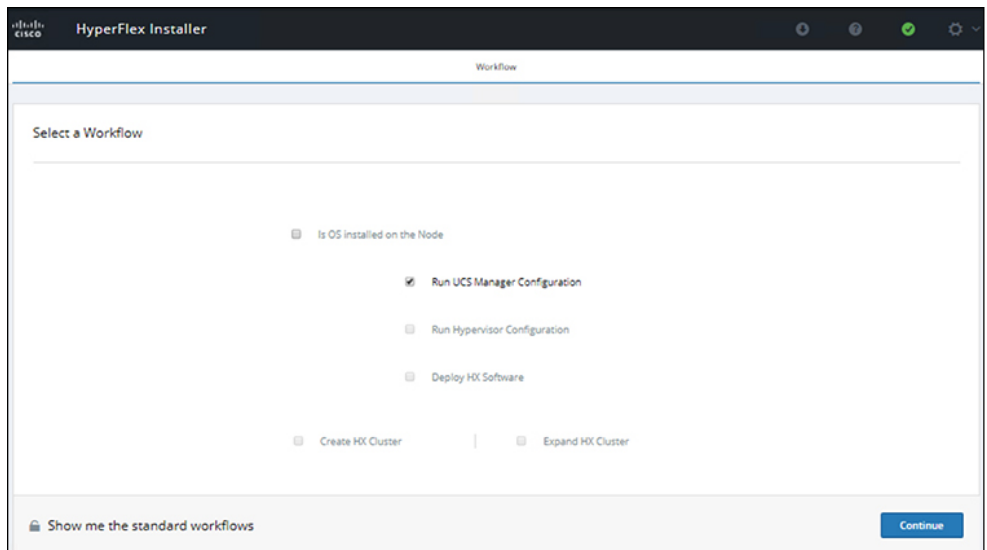 cisco HyperFlex Installer
Workflow
Select a Workflow
Is OS installed on the Node
Run UCS Manager Configuration
Run Hypervisor Configuration
Deploy HX Software
Create HX Cluster Expand HX Cluster
Show me the standard workflows Continue